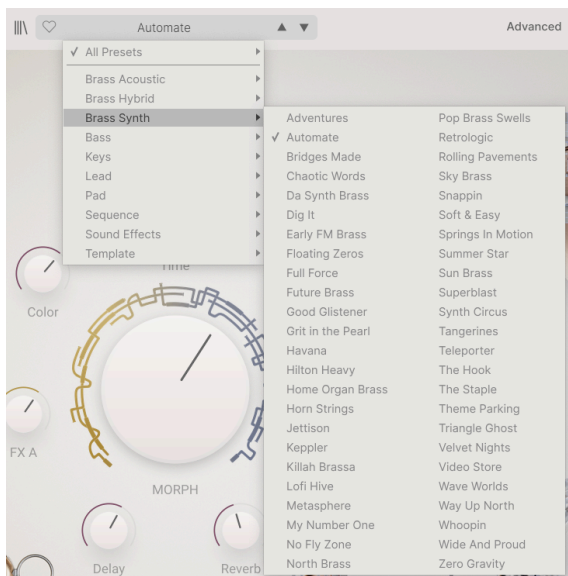 Automate
Advanced
✓ All Presets
Brass Acoustic
Brass Hybrid
Brass Synth
Bass
Keys
Lead
Pad
Sequence
Sound Effects
Template
Adventures
✓ Automate
Bridges Made
Chaotic Words
Da Synth Brass
Dig It
Early FM Brass
Floating Zeros
Full Force
Future Brass
Good Glistener
Grit in the Pearl
Havana
Hilton Heavy
Home Organ Brass
Horn Strings
Jettison
Keppler
Killah Brassa
Lofi Hive
Metasphere
My Number One
No Fly Zone
North Brass
Pop Brass Swells
Retrologic
Rolling Pavements
Sky Brass
Snappin
Soft & Easy
Springs In Motion
Summer Star
Sun Brass
Superblast
Synth Circus
Tangerines
Teleporter
The Hook
The Staple
Theme Parking
Triangle Ghost
Velvet Nights
Video Store
Wave Worlds
Way Up North
Whoopin
Wide And Proud
Zero Gravity
Time
Color
FX A
MORPH
Delay
Reverb